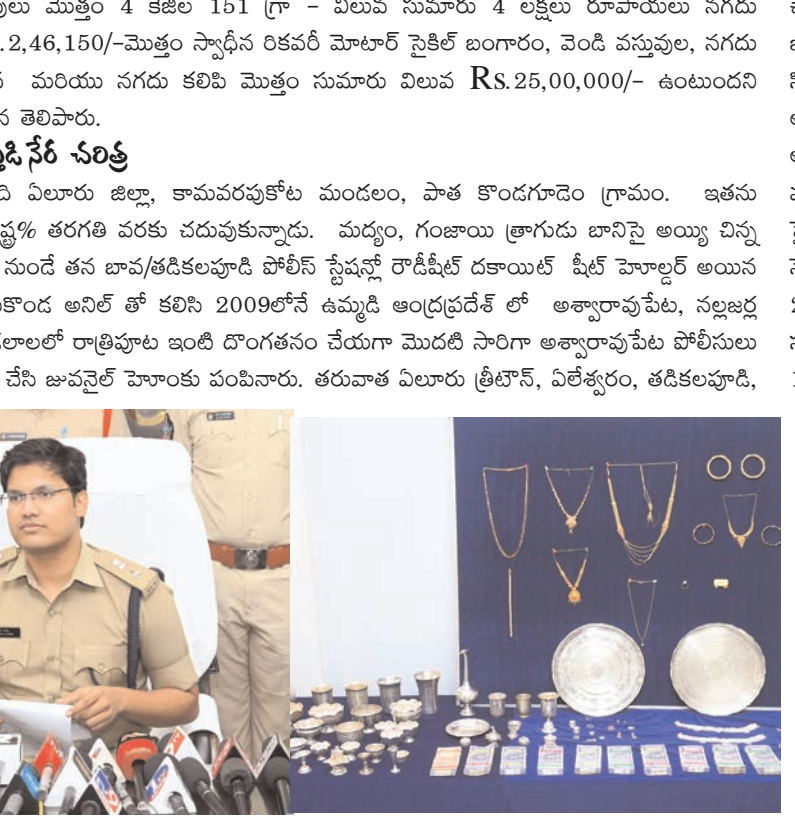 మొత్తం 4 కేజీల 151 గ్రా – విలువ సుమారు 4 లక్షలు రూపాయలు నగదు
2,46,150/–మొత్తం స్వాధీన రికవరీ మోటార్ సైకిల్ బంగారం, వెండి వస్తువుల, నగదు
మరియు నగదు కలిపి మొత్తం సుమారు విలువ Rs.25,00,000/– ఉంటుందని
తెలిపారు.
నేర చరిత్ర
ఏలూరు జిల్లా, కామవరపుకోట మండలం, పాత కొండగూడెం గ్రామం. ఇతను
తరగతి వరకు చదువుకున్నాడు. మద్యం, గంజాయి త్రాగుడు బానిసై అయ్యి చిన్న
నుండే తన బావ/తడికలపూడి పోలీస్ స్టేషన్లో రౌడీషీట్ దకాయిట్ షీట్ హెూల్డర్ అయిన
అనిల్ తో కలిసి 2009లోనే ఉమ్మడి ఆంద్రప్రదేశ్ లో అశ్వారావుపేట, నల్లజర్ల
రాత్రిపూట ఇంటి దొంగతనం చేయగా మొదటి సారిగా అశ్వారావుపేట పోలీసులు
చేసి జువనైల్ హెూంకు పంపినారు. తరువాత ఏలూరు త్రీటౌన్, ఏలేశ్వరం, తడికలపూడి,